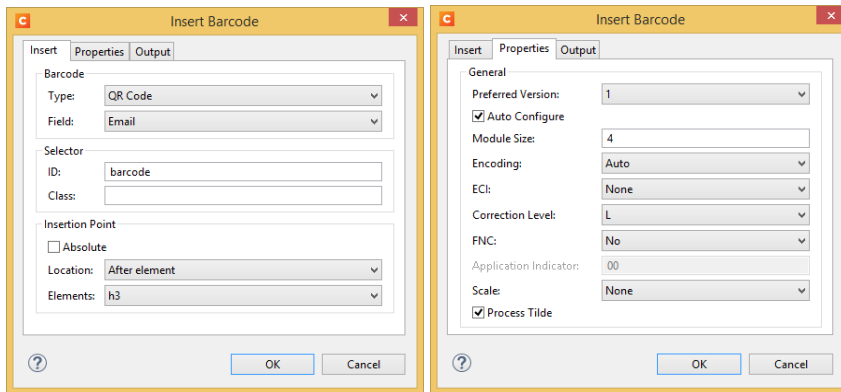 C Insert Barcode
Insert Properties Output
Barcode
Type: QR Code
Field: Email
Selector
ID: barcode
Class:
Insertion Point
Absolute
Location: After element
Elements: h3
? OK Cancel
C Insert Barcode
Insert Properties Output
General
Preferred Version: 1
Auto Configure
Module Size: 4
Encoding: Auto
ECI: None
Correction Level: L
FNC: No
Application Indicator: 00
Scale: None
Process Tilde
? OK Cancel